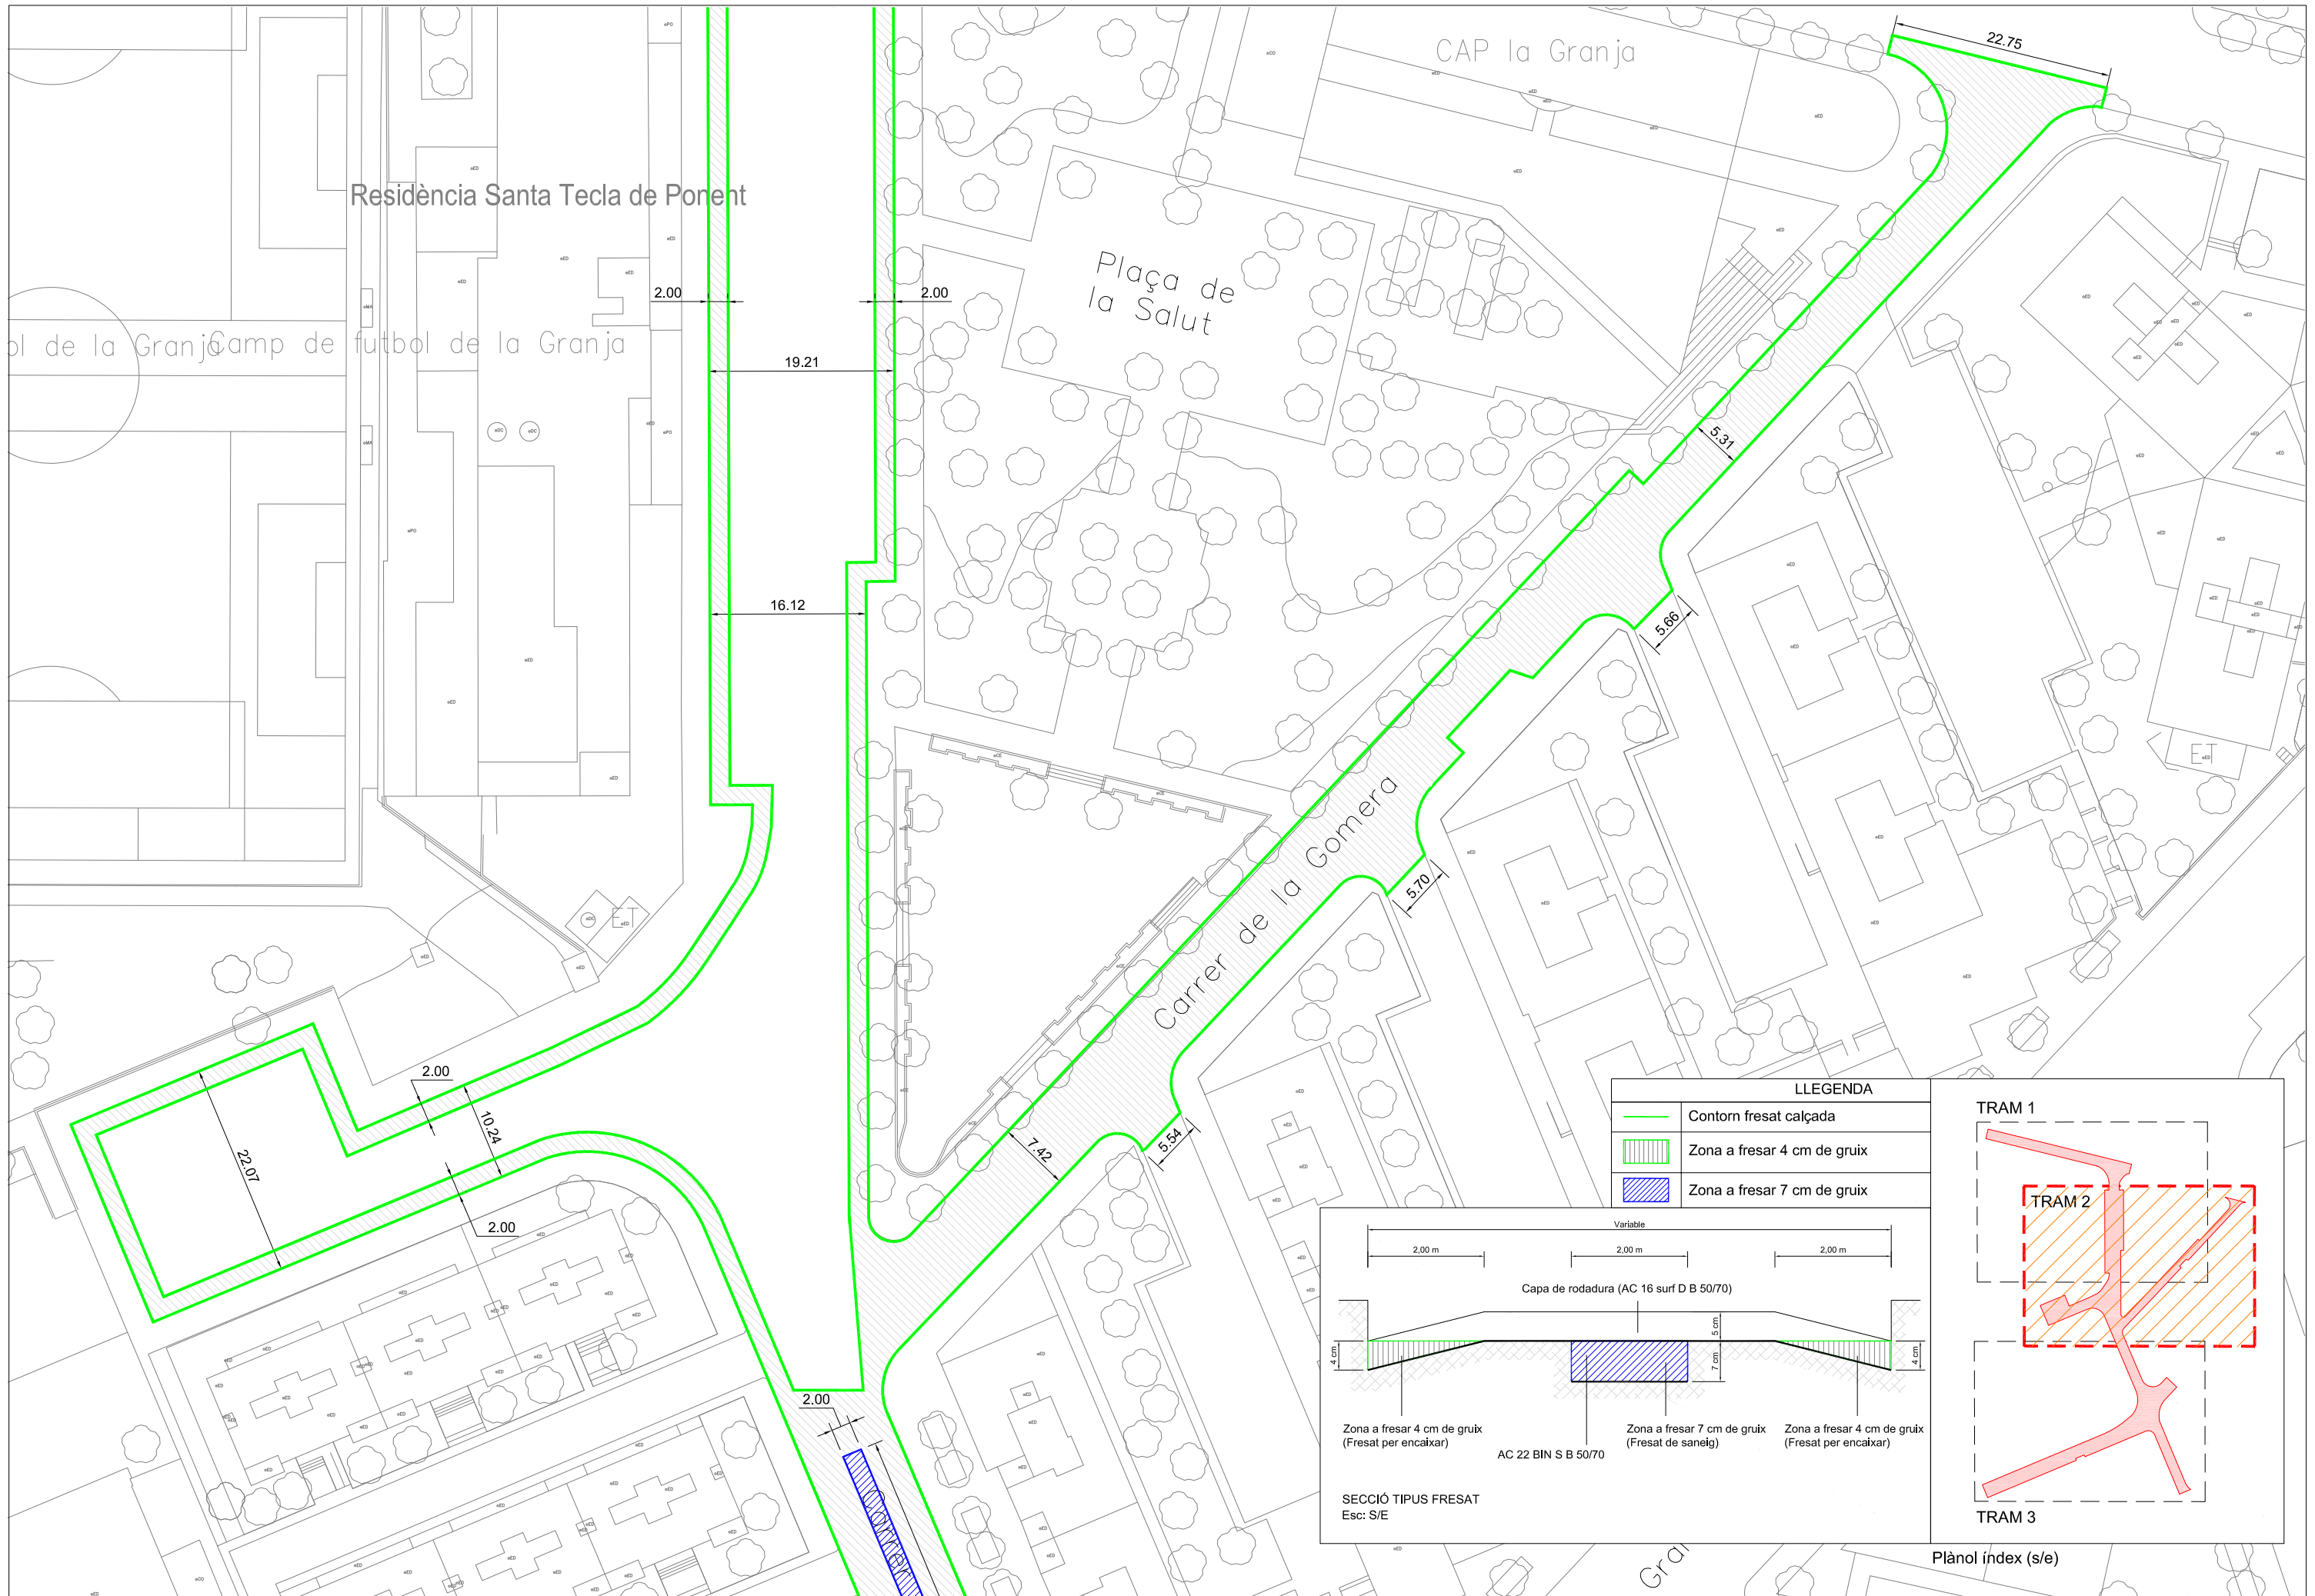 CAP la Granja
22.75
Residència Santa Tecla de Ponent
Plaça de
la Salut
2.00
2.00
ol de la Granja
Camp de futbol de la Granja
19.21
5.31
16.12
5.66
ET
Carrer de la Gomera
5.70
ET
2.00
10.24
22.07
7.42
5.54
2.00
2.00
Carrer
Gra
LLEGENDA
Contorn fresat calçada
Zona a fresar 4 cm de gruix
Zona a fresar 7 cm de gruix
Variable
2,00 m
2,00 m
2,00 m
Capa de rodadura (AC 16 surf D B 50/70)
5 cm
4 cm
7 cm
4 cm
Zona a fresar 4 cm de gruix
(Fresat per encaixar)
AC 22 BIN S B 50/70
Zona a fresar 7 cm de gruix
(Fresat de saneig)
Zona a fresar 4 cm de gruix
(Fresat per encaixar)
SECCIÓ TIPUS FRESAT
Esc: S/E
TRAM 1
TRAM 2
TRAM 3
Plànol índex (s/e)